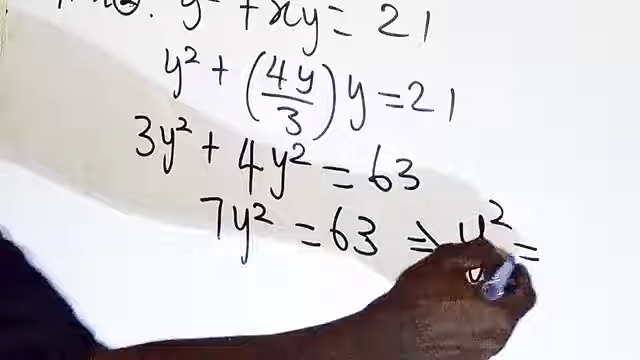 y² + xy = 21
y² + (4y/3) y = 21
3y² + 4y² = 63
7y² = 63 ⇒ y² =